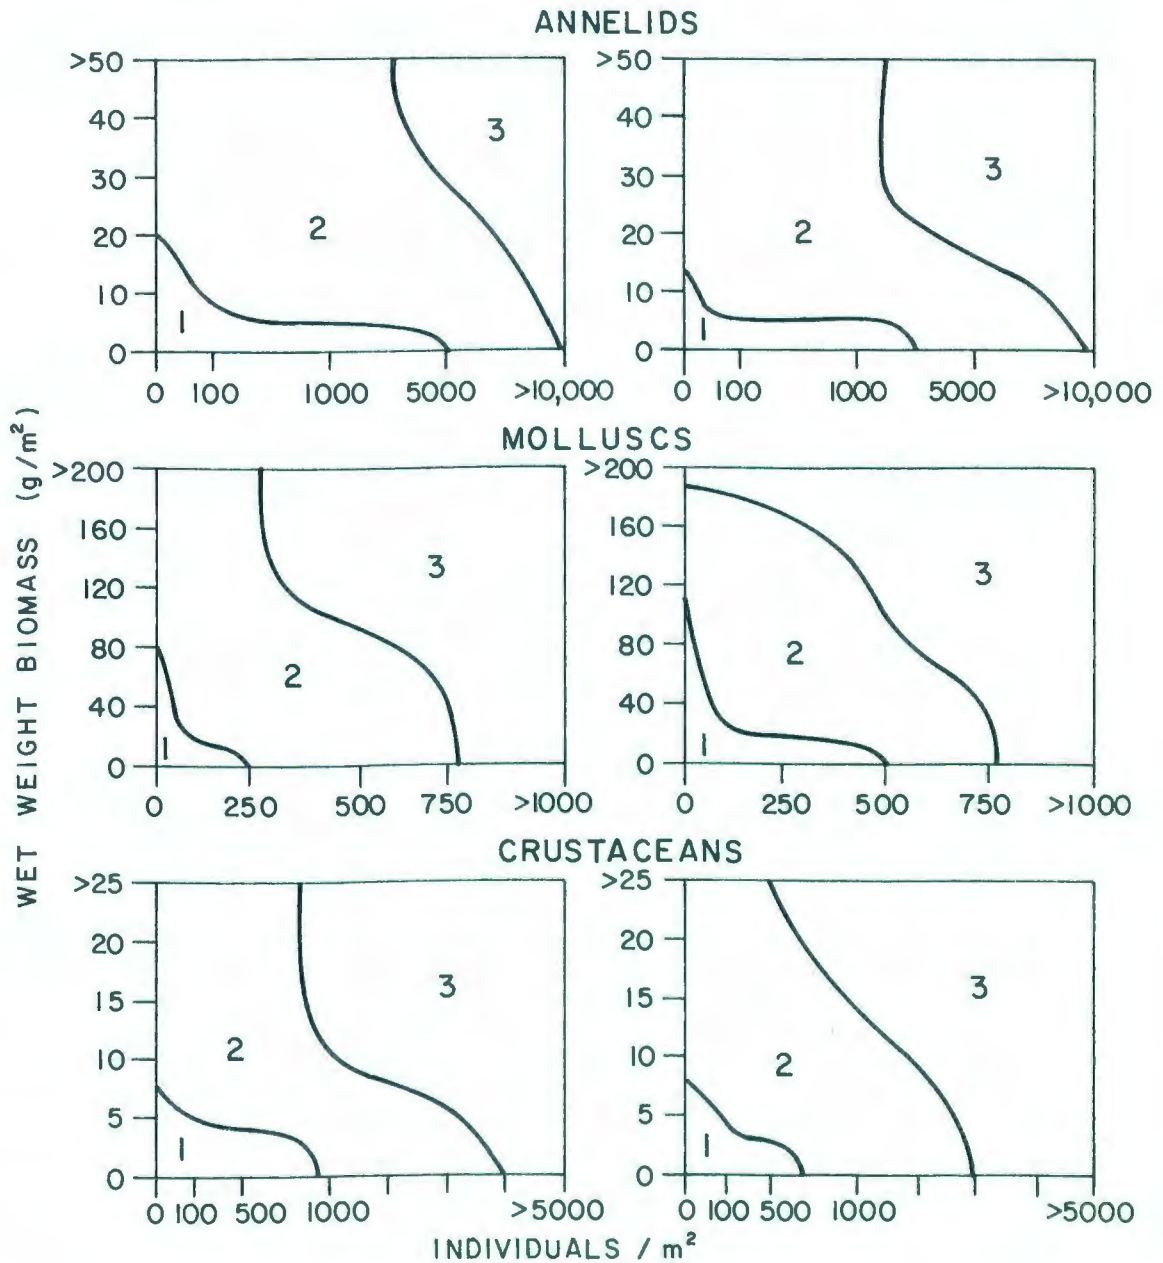 ANNELIDS
>50 >50
40 40
3
30 3 30
2 2
20 20
10 10
1 1
0 0
0 100 1000 5000 >10,000 0 100 1000 5000 >10,000
MOLLUSCS
>200 >200
160 160
3 3
120 120
80 80
2 2
40 40
1 1
0 0
0 250 500 750 >1000 0 250 500 750 >1000
CRUSTACEANS
>25 >25
20 20
15 3 15 3
10 2 10 2
5 5
1 1
0 0
0 100 500 1000 >5000 0 100 500 1000 >5000
INDIVIDUALS / m²
WET WEIGHT BIOMASS (g/m²)